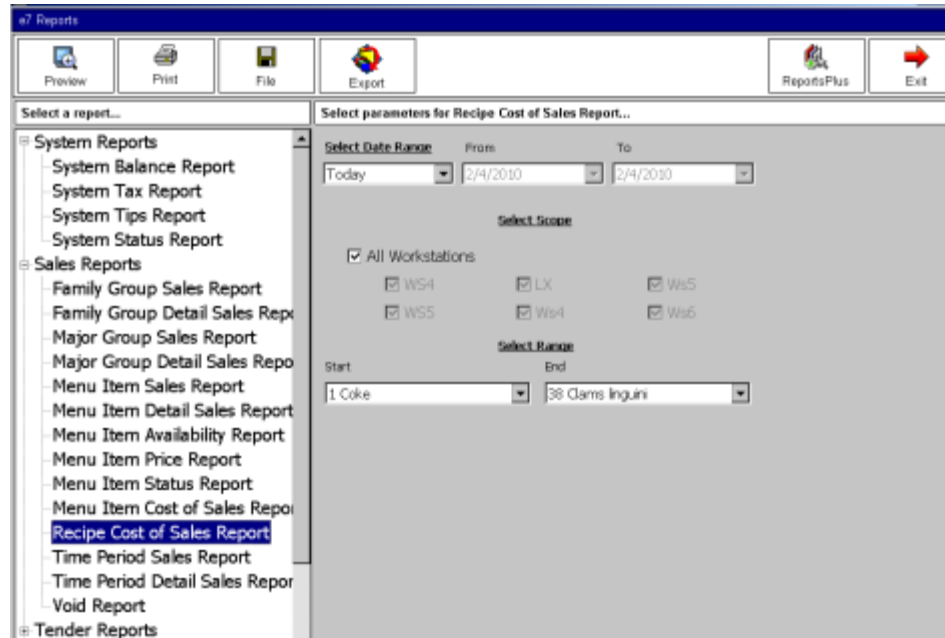 e7 Reports
Preview Print File Export ReportsPlus Exit
Select a report...
System Reports
System Balance Report
System Tax Report
System Tips Report
System Status Report
Sales Reports
Family Group Sales Report
Family Group Detail Sales Repo
Major Group Sales Report
Major Group Detail Sales Repo
Menu Item Sales Report
Menu Item Detail Sales Report
Menu Item Availability Report
Menu Item Price Report
Menu Item Status Report
Menu Item Cost of Sales Repor
Recipe Cost of Sales Report
Time Period Sales Report
Time Period Detail Sales Repor
Void Report
Tender Reports
Select parameters for Recipe Cost of Sales Report...
Select Date Range From To
Today 2/4/2010 2/4/2010
Select Scope
All Workstations
WS4 LX Ws5
WS5 Ws4 Ws6
Select Range
Start End
1 Coke 38 Clams linguini